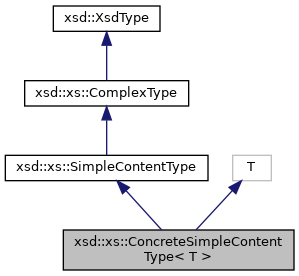 xsd::XsdType
xsd::xs::ComplexType
xsd::xs::SimpleContentType
T
xsd::xs::ConcreteSimpleContent
Type< T >